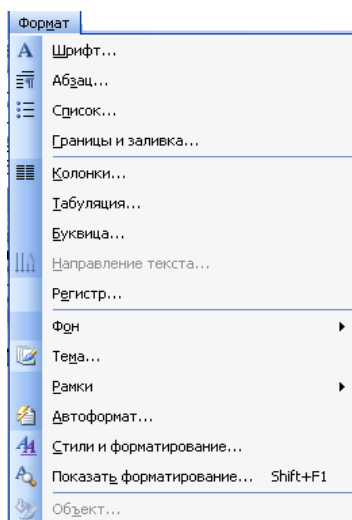 Формат
Шрифт...
Абзац...
Список...
Границы и заливка...
Колонки...
Табуляция...
Буквица...
Направление текста...
Регистр...
Фон
Тема...
Рамки
Автоформат...
Стили и форматирование...
Показать форматирование... Shift+F1
Объект...